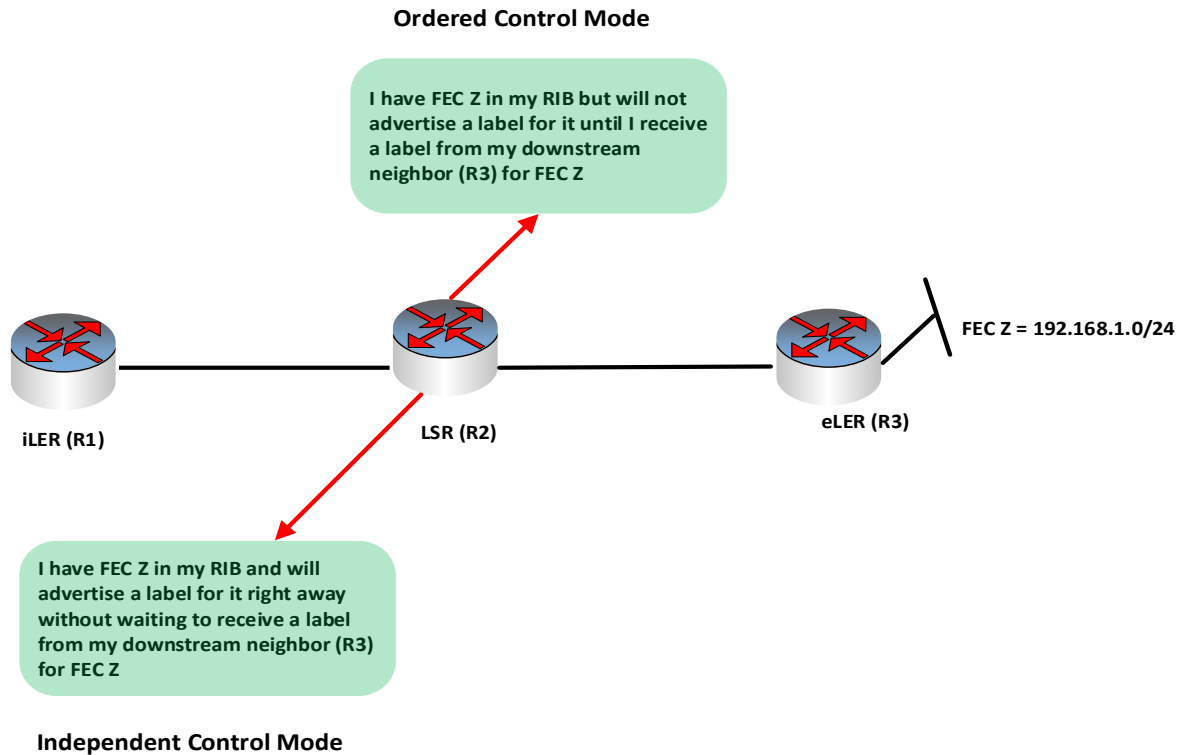 Ordered Control Mode
I have FEC Z in my RIB but will not
advertise a label for it until I receive
a label from my downstream
neighbor (R3) for FEC Z
FEC Z = 192.168.1.0/24
iLER (R1)
LSR (R2)
eLER (R3)
I have FEC Z in my RIB and will
advertise a label for it right away
without waiting to receive a label
from my downstream neighbor (R3)
for FEC Z
Independent Control Mode